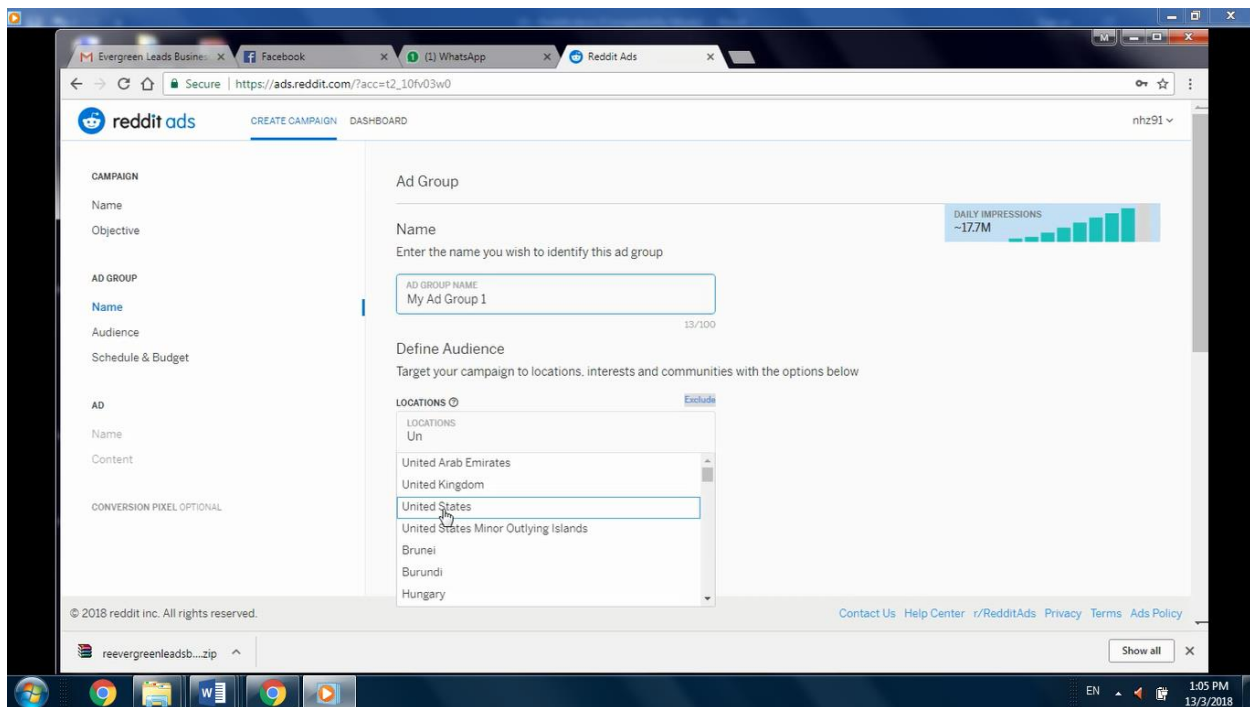 Evergreen Leads Busines
Facebook
(1) WhatsApp
Reddit Ads
M
Secure | https://ads.reddit.com/?acc=t2_10fv03w0
reddit ads CREATE CAMPAIGN DASHBOARD nhz91
CAMPAIGN
Name
Objective
AD GROUP
Name
Audience
Schedule & Budget
AD
Name
Content
CONVERSION PIXEL OPTIONAL
Ad Group
DAILY IMPRESSIONS
~17.7M
Name
Enter the name you wish to identify this ad group
AD GROUP NAME
My Ad Group 1
13/100
Define Audience
Target your campaign to locations, interests and communities with the options below
LOCATIONS Exclude
LOCATIONS
Un
United Arab Emirates
United Kingdom
United States
United States Minor Outlying Islands
Brunei
Burundi
Hungary
© 2018 reddit inc. All rights reserved.
Contact Us Help Center r/RedditAds Privacy Terms Ads Policy
reevergreenleadsb....zip
Show all
EN
1:05 PM
13/3/2018